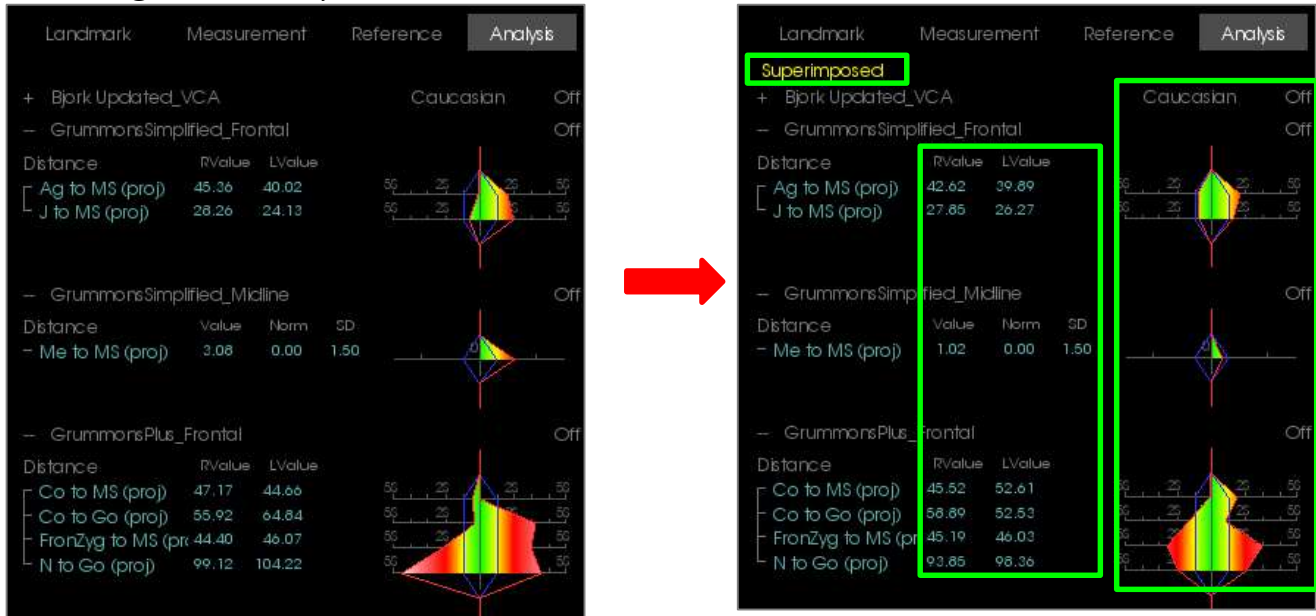 Landmark Measurement Reference Analysis
+ Bjork Updated_VCA Caucasian Off
– GrummonsSimplified_Frontal Off
Distance RValue LValue
Ag to MS (proj) 45.36 40.02
J to MS (proj) 28.26 24.13
– GrummonsSimplified_Midline Off
Distance Value Norm SD
Me to MS (proj) 3.08 0.00 1.50
– GrummonsPlus_Frontal Off
Distance RValue LValue
Co to MS (proj) 47.17 44.66
Co to Go (proj) 55.92 64.84
FronZyg to MS (pro 44.40 46.07
N to Go (proj) 99.12 104.22
Landmark Measurement Reference Analysis
Superimposed
+ Bjork Updated_VCA Caucasian Off
– GrummonsSimplified_Frontal Off
Distance RValue LValue
Ag to MS (proj) 42.62 39.89
J to MS (proj) 27.85 26.27
– GrummonsSimplified_Midline Off
Distance Value Norm SD
Me to MS (proj) 1.02 0.00 1.50
– GrummonsPlus_Frontal Off
Distance RValue LValue
Co to MS (proj) 45.52 52.61
Co to Go (proj) 58.89 52.53
FronZyg to MS (pr 45.19 46.03
N to Go (proj) 93.85 98.36